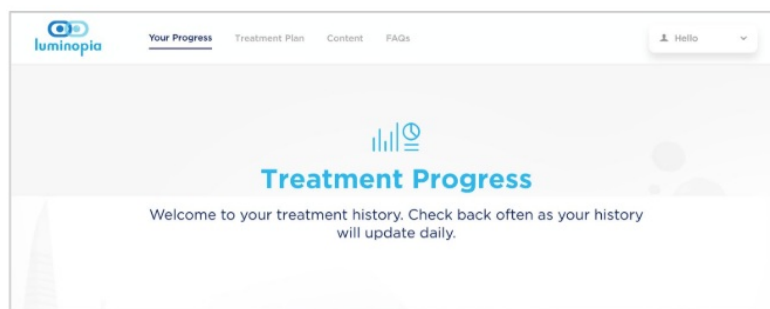 luminopia
Your Progress
Treatment Plan
Content
FAQs
Hello
Treatment Progress
Welcome to your treatment history. Check back often as your history
will update daily.